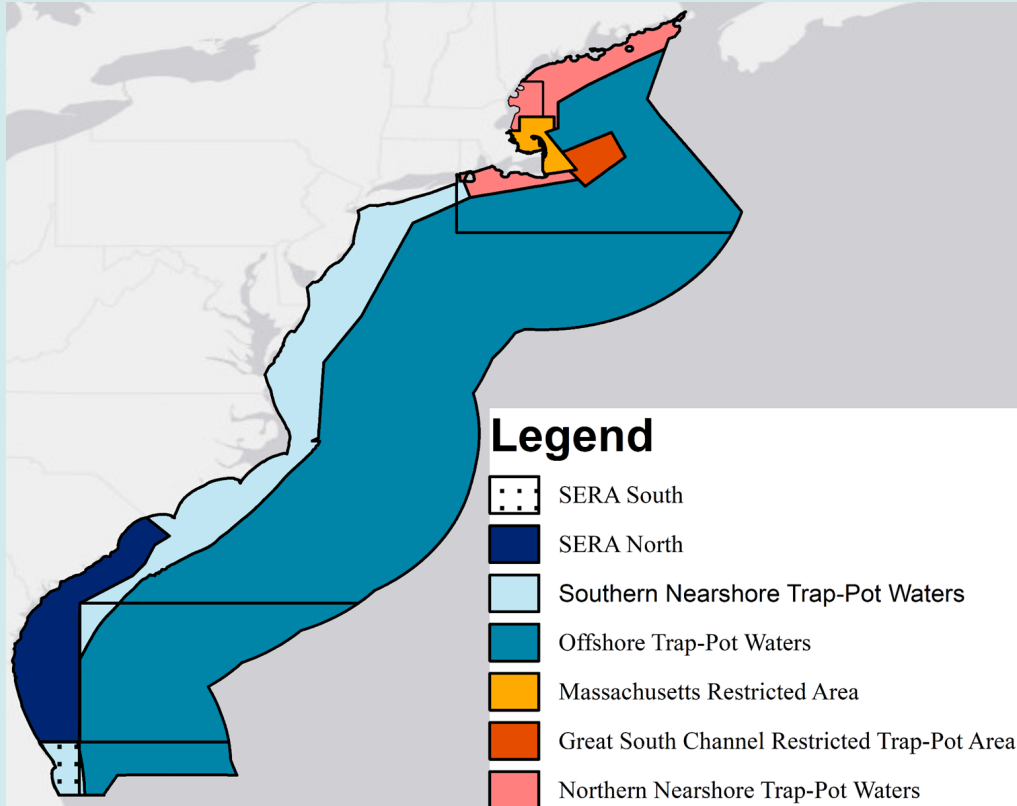 Legend
SERA South
SERA North
Southern Nearshore Trap-Pot Waters
Offshore Trap-Pot Waters
Massachusetts Restricted Area
Great South Channel Restricted Trap-Pot Area
Northern Nearshore Trap-Pot Waters